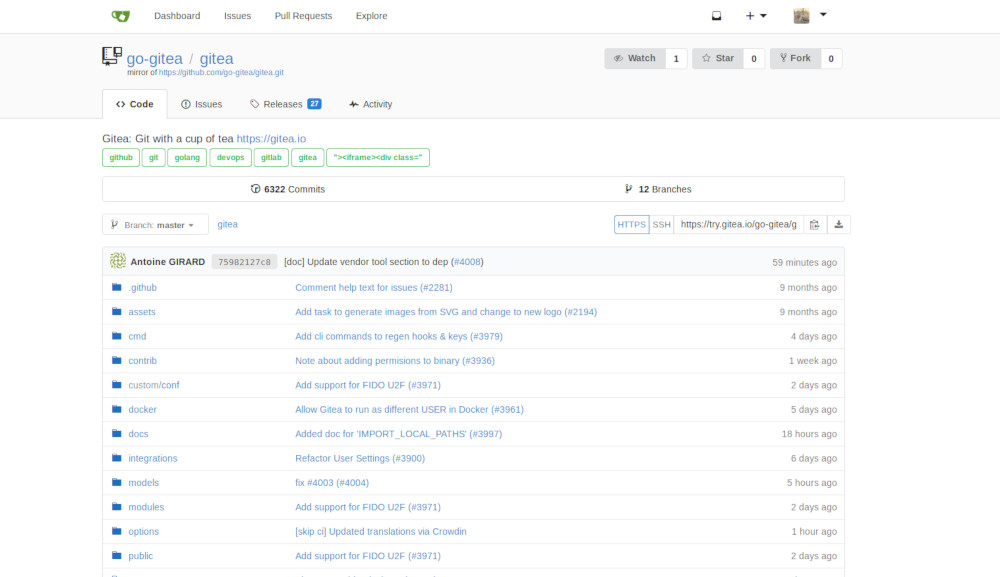 Dashboard Issues Pull Requests Explore
go-gitea / gitea
Watch 1 Star 0 Fork 0
mirror of https://github.com/go-gitea/gitea.git
Code Issues Releases 27 Activity
Gitea: Git with a cup of tea https://gitea.io
github git golang devops gitlab gitea "><iframe><div class="
6322 Commits 12 Branches
Branch: master gitea HTTPS SSH https://try.gitea.io/go-gitea/g
Antoine GIRARD 75982127c8 [doc] Update vendor tool section to dep (#4008) 59 minutes ago
.github Comment help text for issues (#2281) 9 months ago
assets Add task to generate images from SVG and change to new logo (#2194) 9 months ago
cmd Add cli commands to regen hooks & keys (#3979) 4 days ago
contrib Note about adding permisions to binary (#3936) 1 week ago
custom/conf Add support for FIDO U2F (#3971) 2 days ago
docker Allow Gitea to run as different USER in Docker (#3961) 5 days ago
docs Added doc for 'IMPORT_LOCAL_PATHS' (#3997) 18 hours ago
integrations Refactor User Settings (#3900) 6 days ago
models fix #4003 (#4004) 5 hours ago
modules Add support for FIDO U2F (#3971) 2 days ago
options [skip ci] Updated translations via Crowdin 1 hour ago
public Add support for FIDO U2F (#3971) 2 days ago